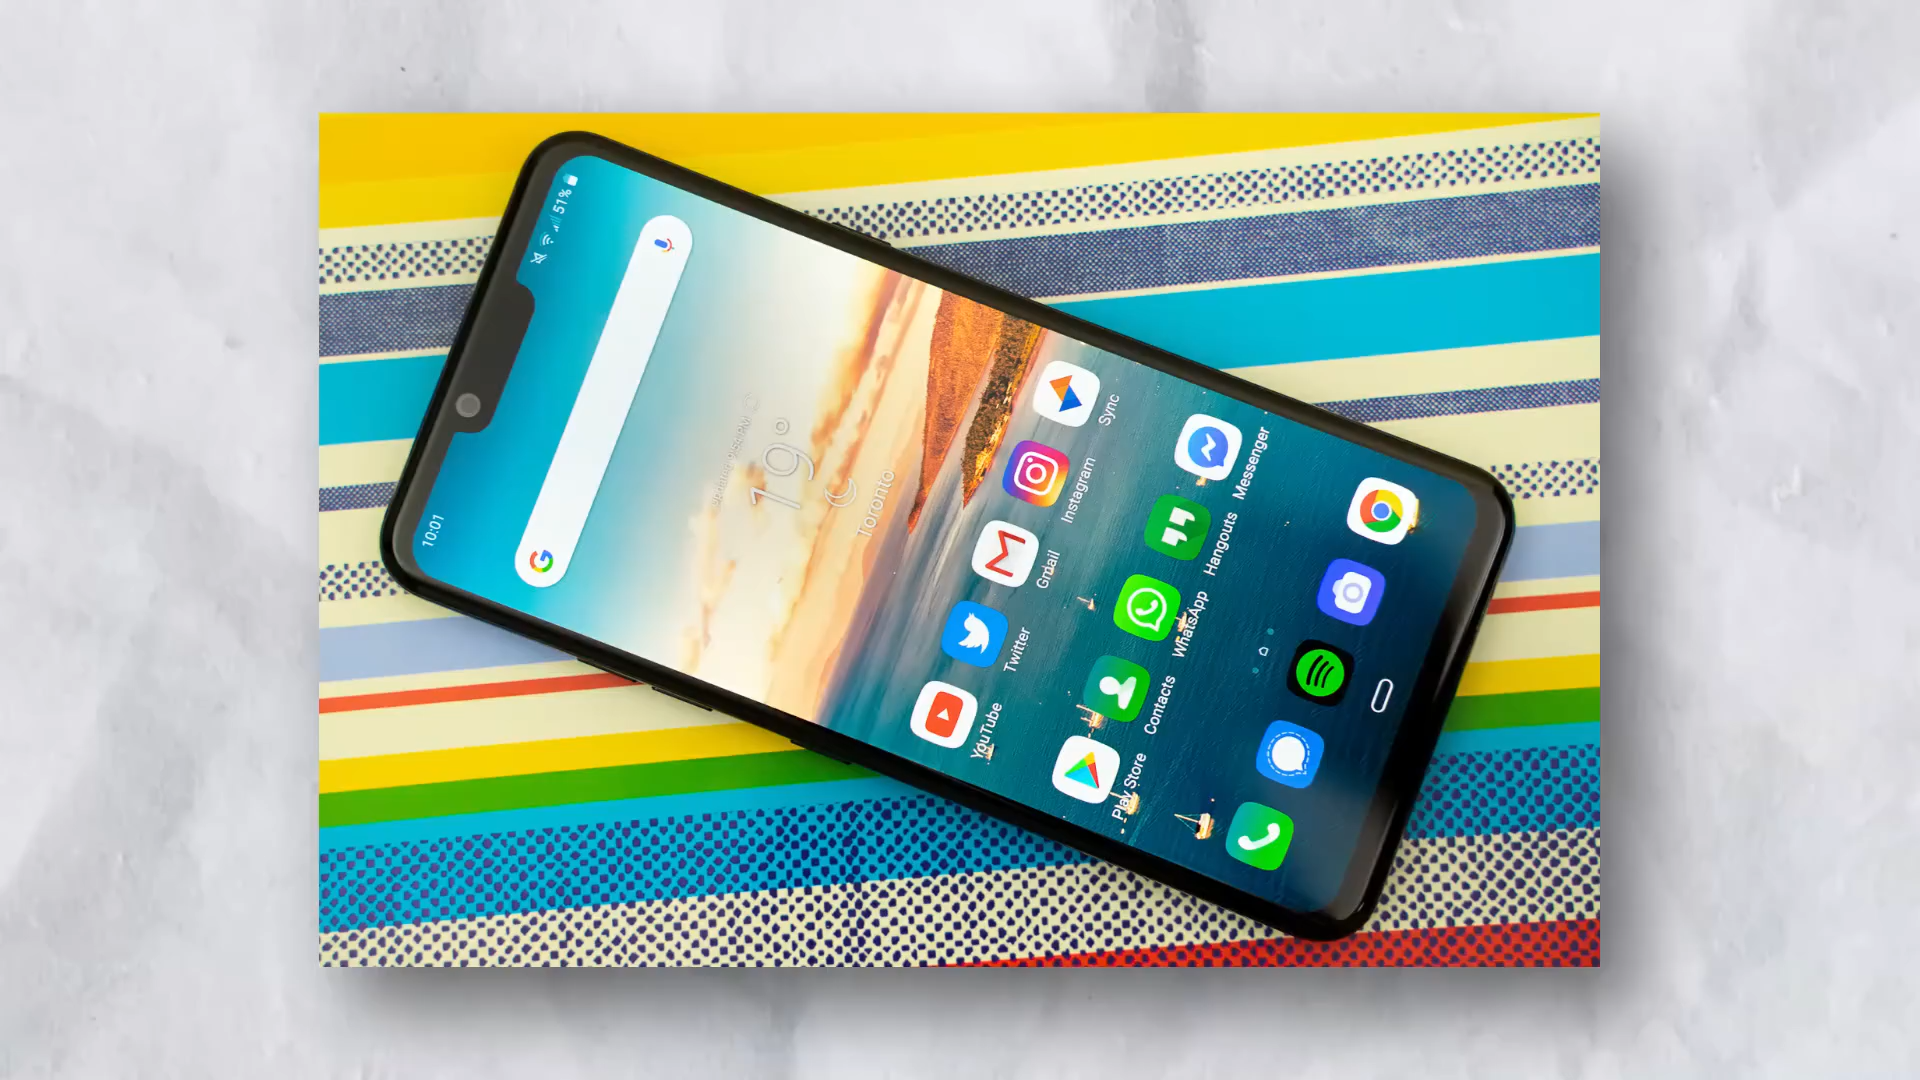 10:01
51%
19°
Toronto
YouTube
Twitter
Gmail
Instagram
Sync
Play Store
Contacts
WhatsApp
Hangouts
Messenger